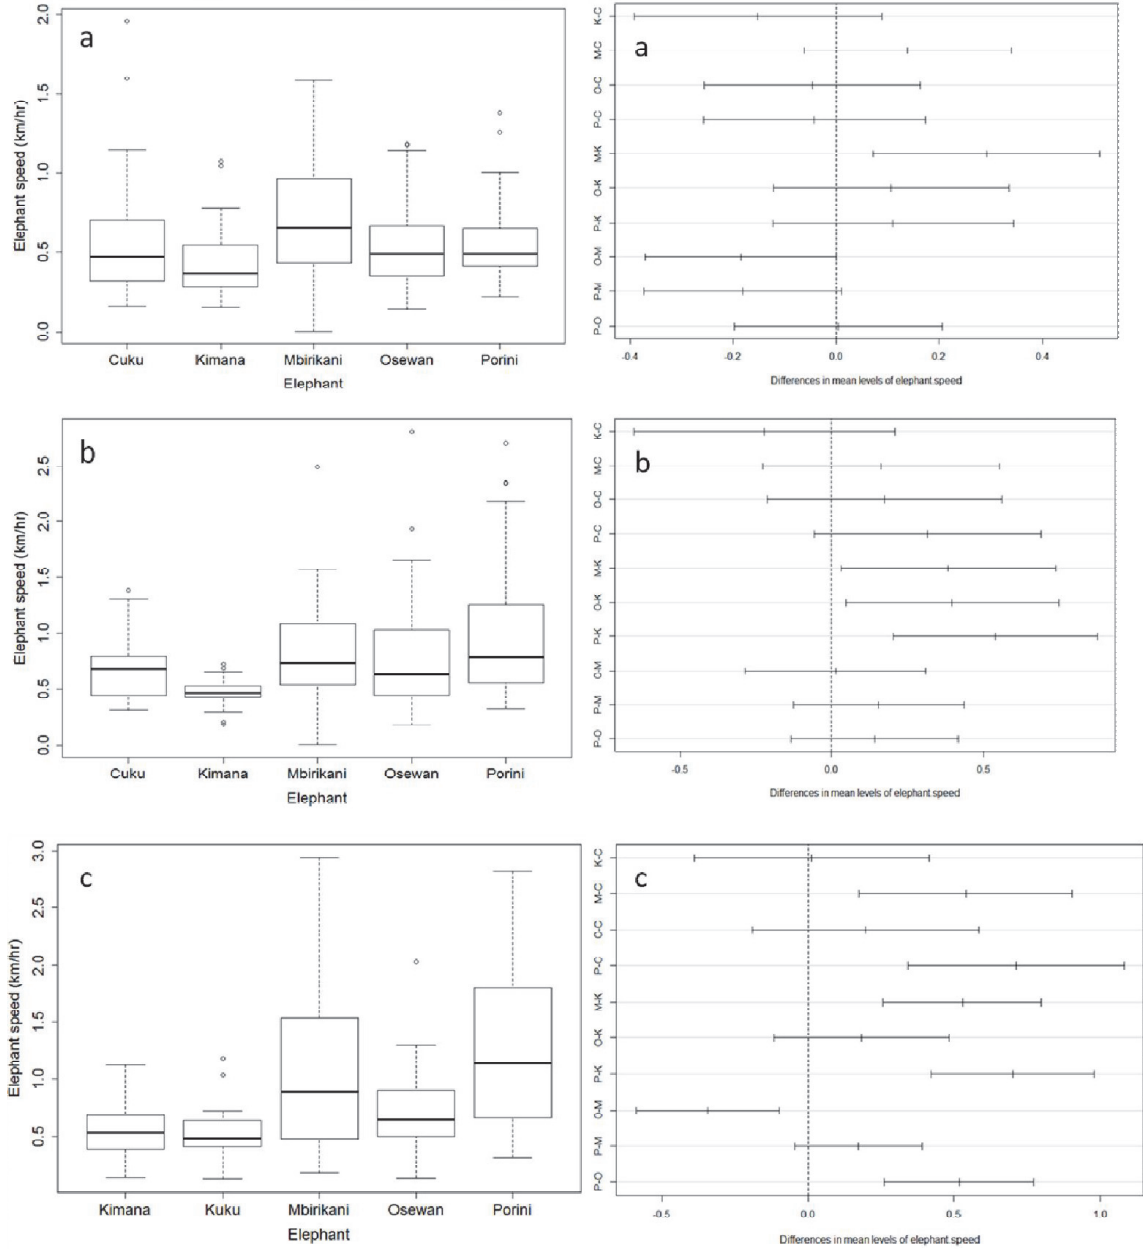 a
Elephant speed (km/hr)
2.0
1.5
1.0
0.5
0.0
Cuku Kimana Mbirikani Osewan Porini
Elephant
a
K-C
M-C
O-C
P-C
M-K
O-K
P-K
O-M
P-M
P-O
-0.4 -0.2 0.0 0.2 0.4
Differences in mean levels of elephant.speed
b
Elephant speed (km/hr)
2.5
2.0
1.5
1.0
0.5
0.0
Cuku Kimana Mbirikani Osewan Porini
Elephant
b
K-C
M-C
O-C
P-C
M-K
O-K
P-K
O-M
P-M
P-O
-0.5 0.0 0.5
Differences in mean levels of elephant.speed
c
Elephant speed (km/hr)
3.0
2.5
2.0
1.5
1.0
0.5
Kimana Kuku Mbirikani Osewan Porini
Elephant
c
K-C
M-C
O-C
P-C
M-K
O-K
P-K
O-M
P-M
P-O
-0.5 0.0 0.5 1.0
Differences in mean levels of elephant.speed